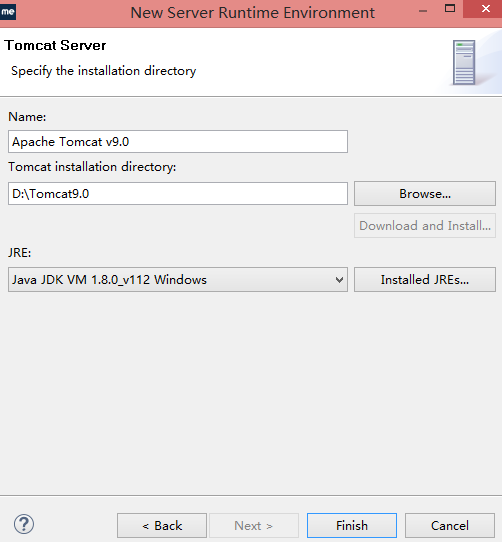 me
New Server Runtime Environment
Tomcat Server
Specify the installation directory
Name:
Apache Tomcat v9.0
Tomcat installation directory:
D:\Tomcat9.0
Browse...
Download and Install...
JRE:
Java JDK VM 1.8.0_v112 Windows
Installed JREs...
?
< Back
Next >
Finish
Cancel